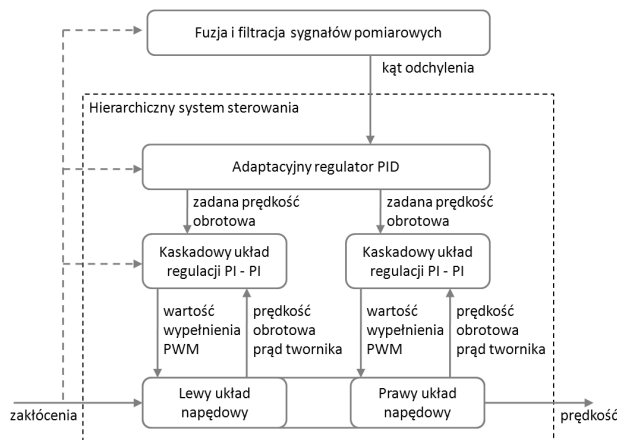 Fuzja i filtracja sygnałów pomiarowych
kąt odchylenia
Hierarchiczny system sterowania
Adaptacyjny regulator PID
zadana prędkość
obrotowa
zadana prędkość
obrotowa
Kaskadowy układ
regulacji PI - PI
Kaskadowy układ
regulacji PI - PI
wartość
wypełnienia
PWM
prędkość
obrotowa
prąd twornika
wartość
wypełnienia
PWM
prędkość
obrotowa
prąd twornika
zakłócenia
Lewy układ
napędowy
Prawy układ
napędowy
prędkość